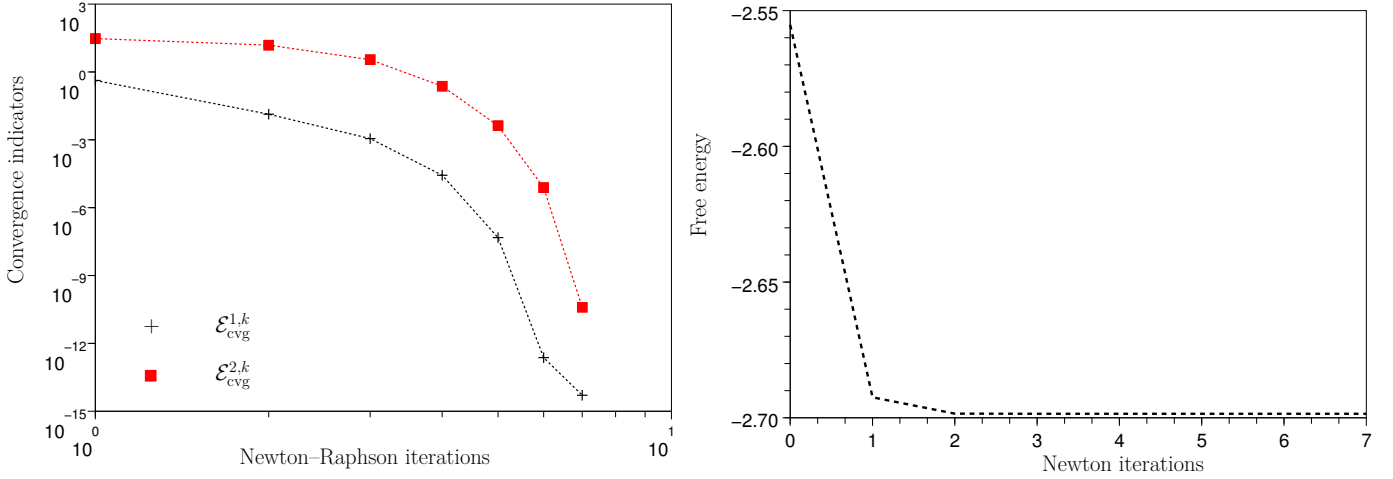 10^3
10^0
10^-3
10^-6
10^-9
10^-12
10^-15
Convergence indicators
ℰ_cvg^{1,k}
ℰ_cvg^{2,k}
10^0 10^1
Newton–Raphson iterations
−2.55
−2.60
−2.65
−2.70
Free energy
0 1 2 3 4 5 6 7
Newton iterations